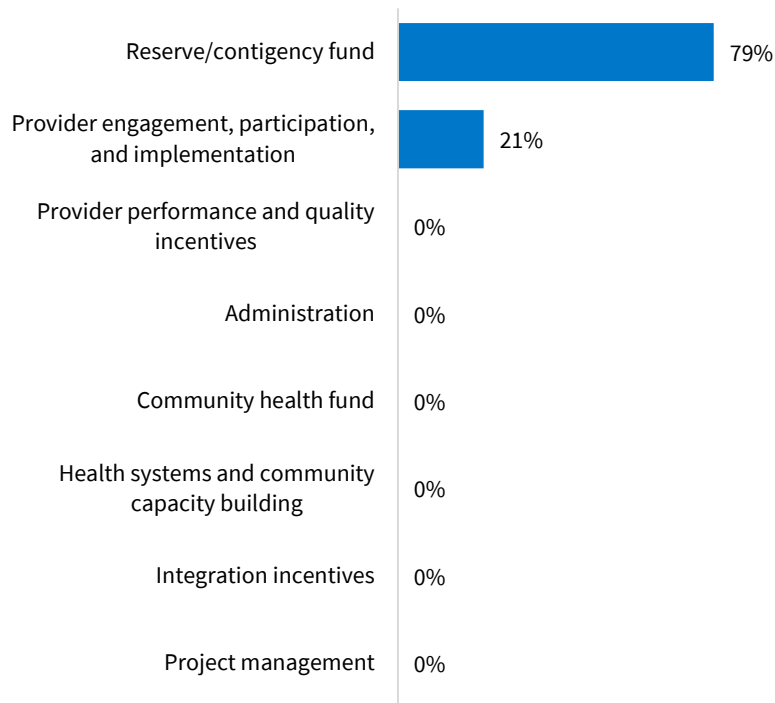 Reserve/contigency fund
79%
Provider engagement, participation,
and implementation
21%
Provider performance and quality
incentives
0%
Administration
0%
Community health fund
0%
Health systems and community
capacity building
0%
Integration incentives
0%
Project management
0%